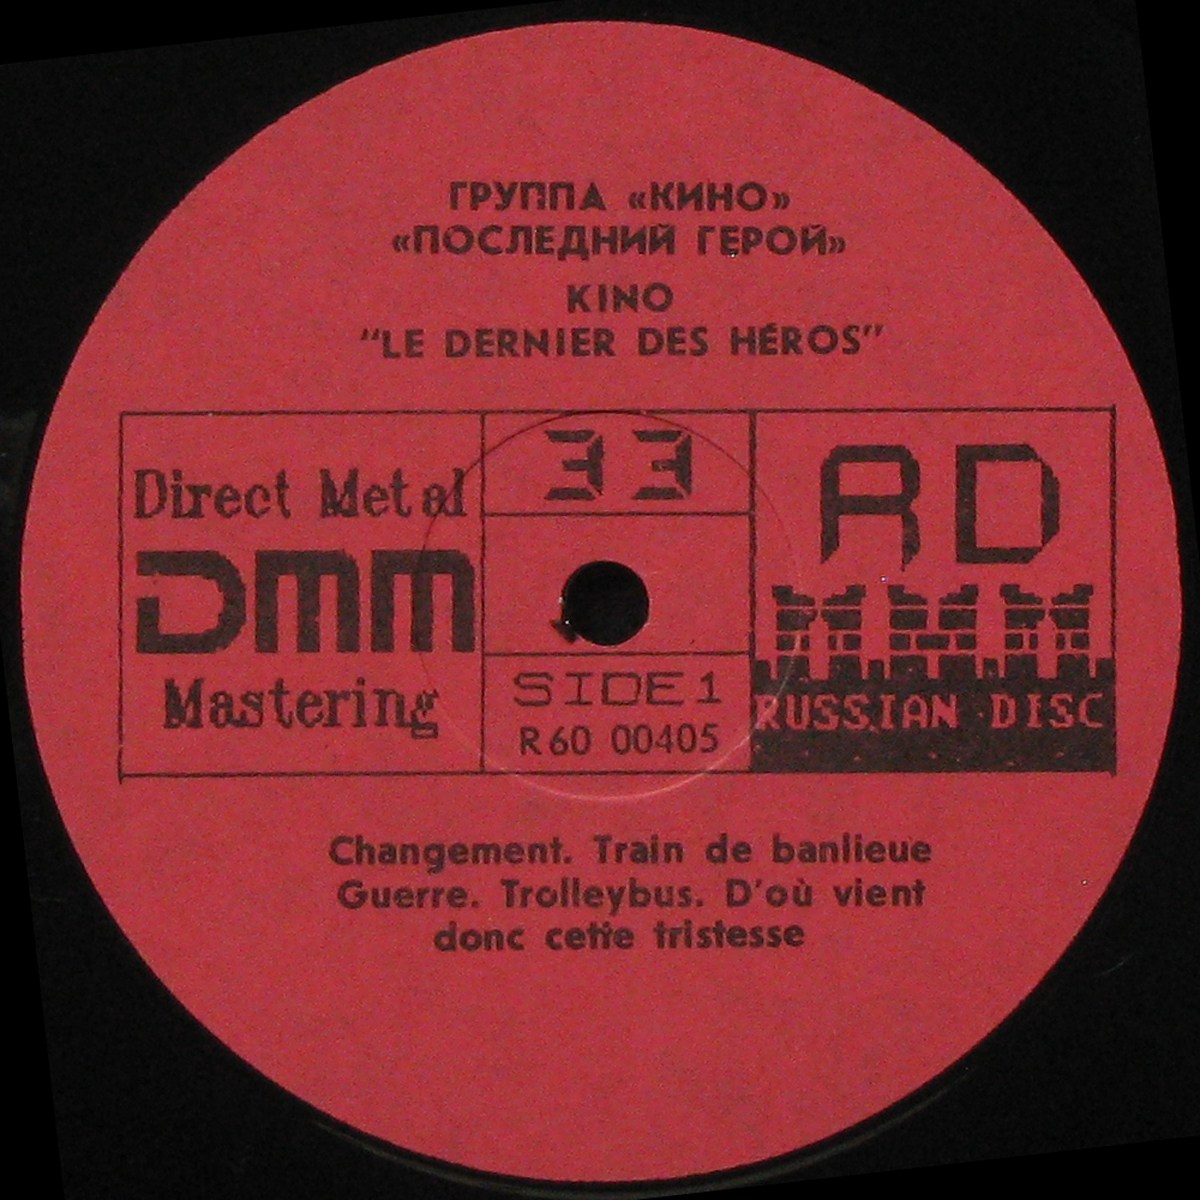 ГРУППА «КИНО»
«ПОСЛЕДНИЙ ГЕРОЙ»
KINO
“LE DERNIER DES HÉROS”
Direct Metal
DMM
Mastering
33
SIDE 1
R 60 00405
RD
RUSSIAN DISC
Changement. Train de banlieue
Guerre. Trolleybus. D'où vient
donc cette tristesse